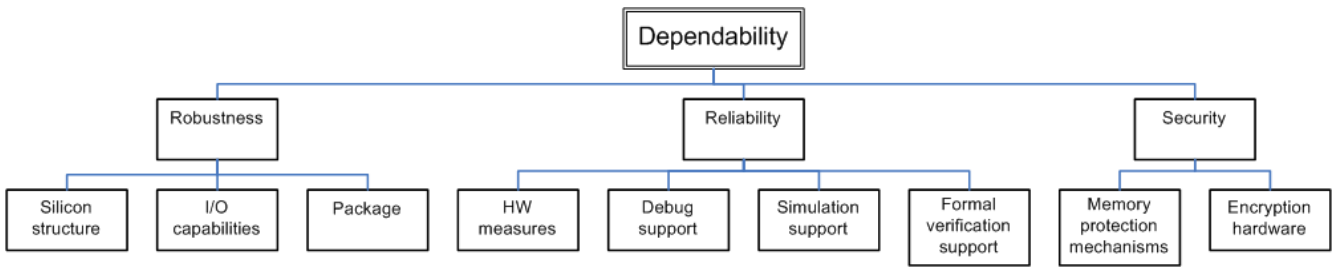 Dependability
Robustness
Reliability
Security
Silicon
structure
I/O
capabilities
Package
HW
measures
Debug
support
Simulation
support
Formal
verification
support
Memory
protection
mechanisms
Encryption
hardware